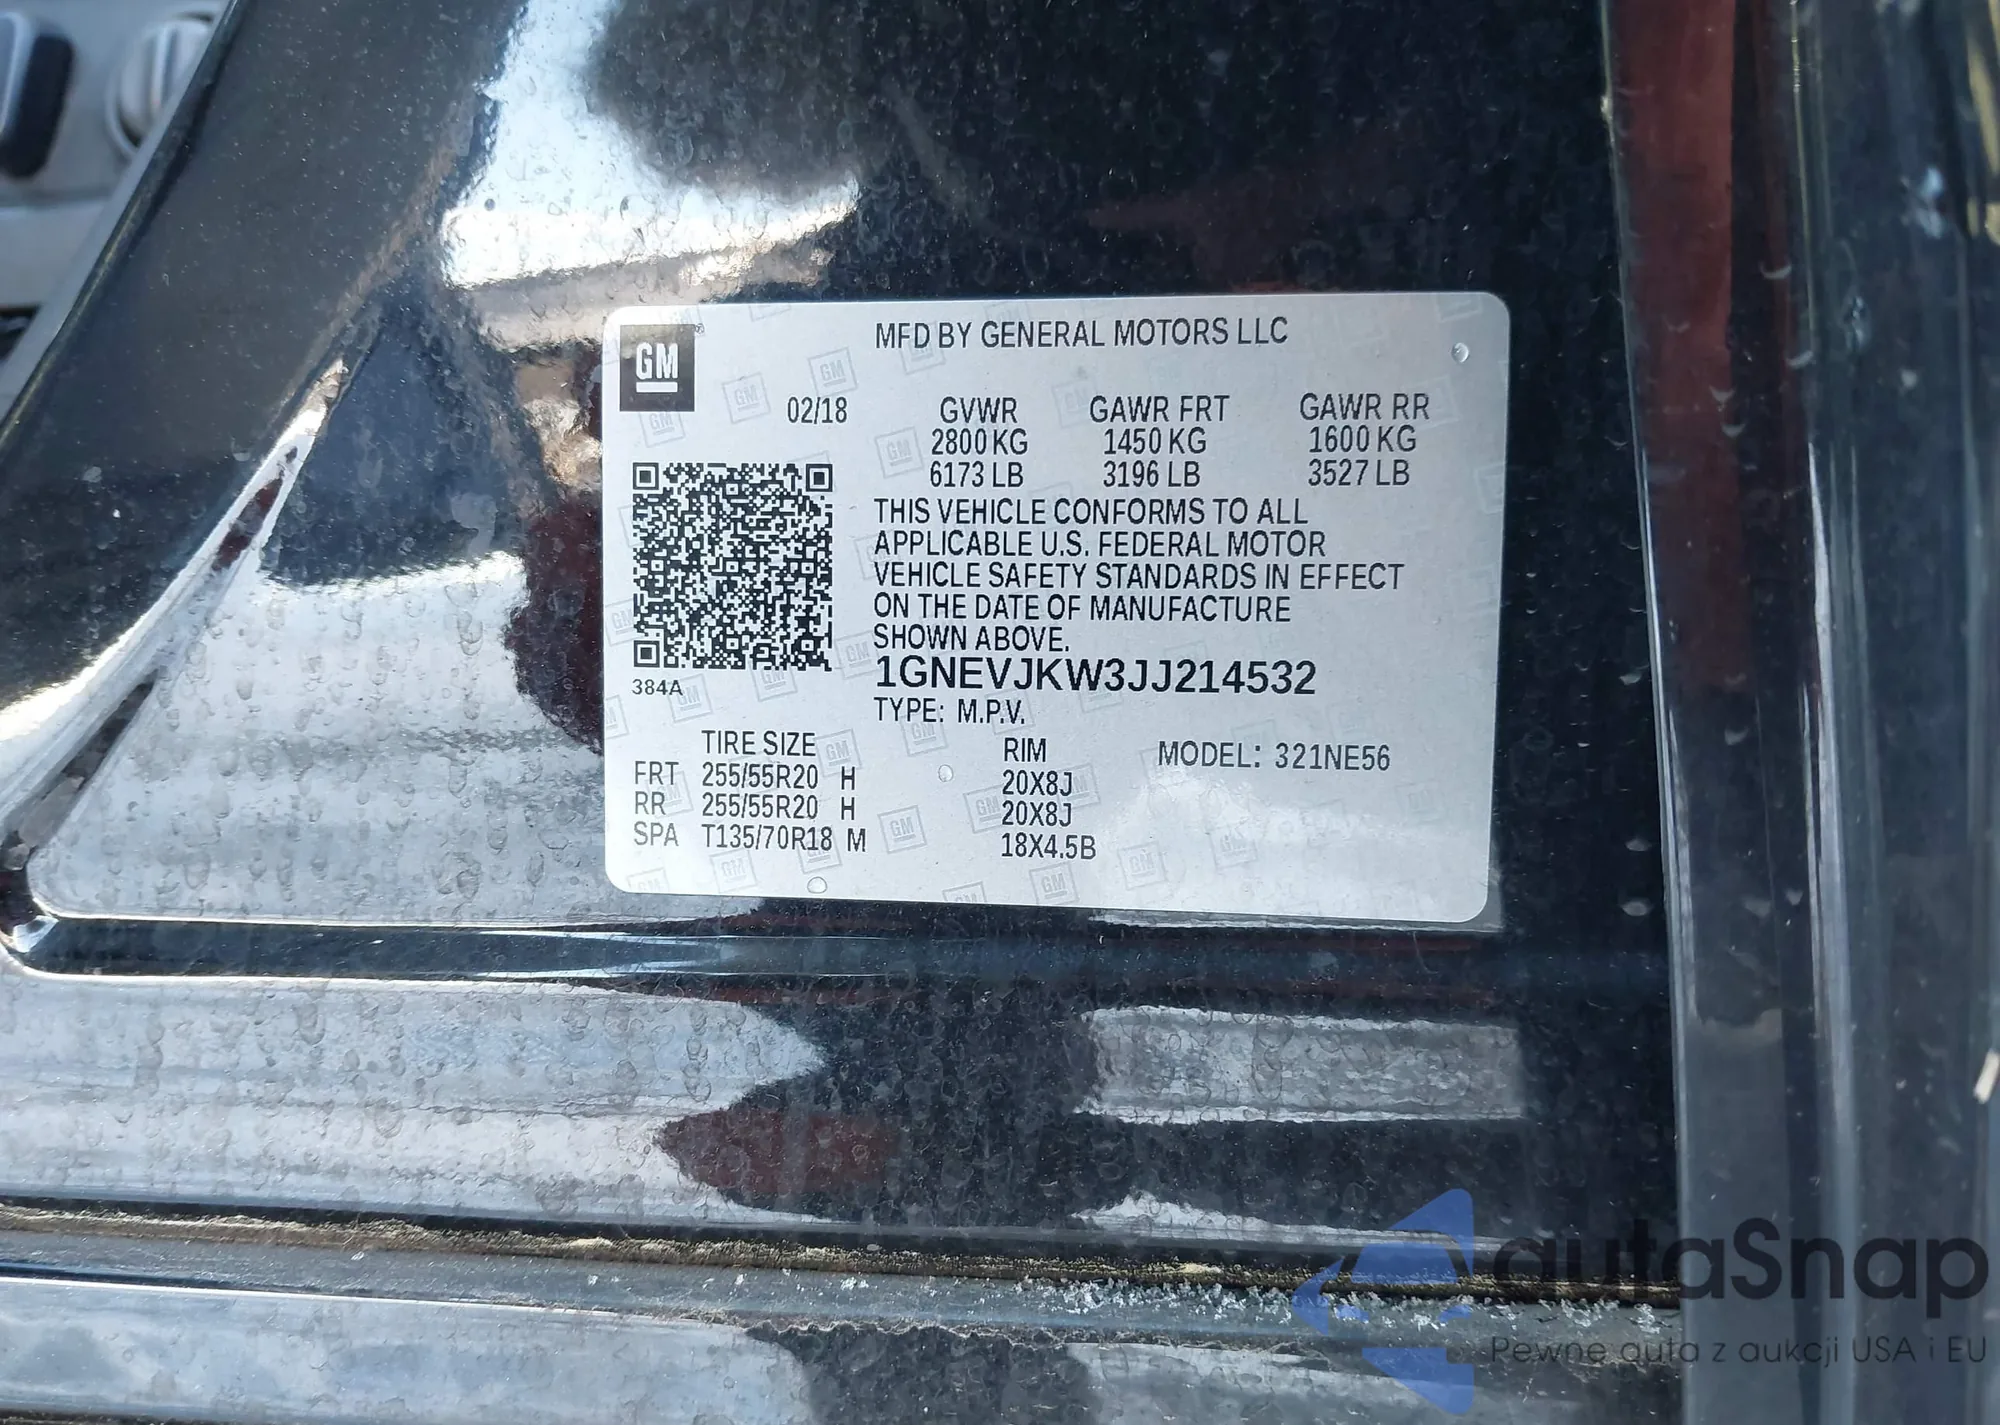 GM
MFD BY GENERAL MOTORS LLC
02/18 GVWR GAWR FRT GAWR RR
2800 KG 1450 KG 1600 KG
6173 LB 3196 LB 3527 LB
THIS VEHICLE CONFORMS TO ALL
APPLICABLE U.S. FEDERAL MOTOR
VEHICLE SAFETY STANDARDS IN EFFECT
ON THE DATE OF MANUFACTURE
SHOWN ABOVE.
384A
1GNEVJKW3JJ214532
TYPE: M.P.V.
TIRE SIZE RIM MODEL: 321NE56
FRT 255/55R20 H 20X8J
RR 255/55R20 H 20X8J
SPA T135/70R18 M 18X4.5B
autaSnap
Pewne auta z aukcji USA i EU